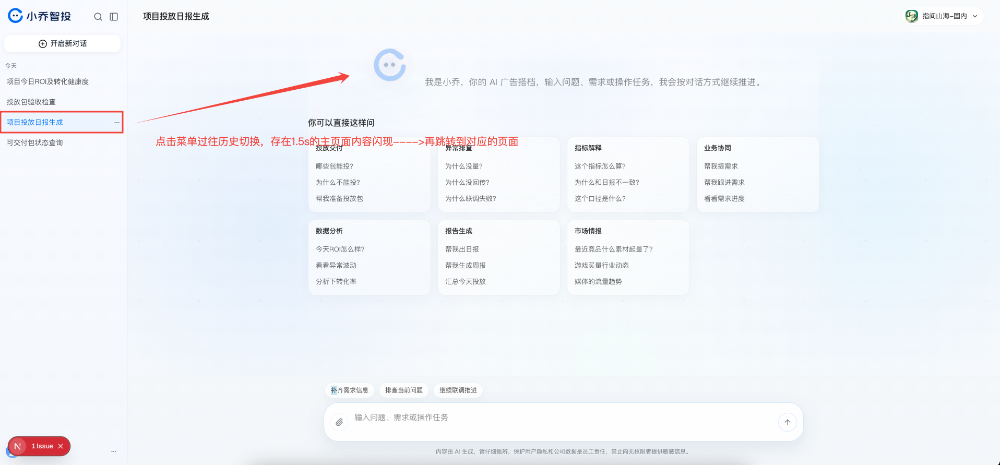 小乔智投
开启新对话
今天
项目今日ROI及转化健康度
投放包验收检查
项目投放日报生成
可交付包状态查询
N 1 Issue
项目投放日报生成
指间山海-国内
我是小乔，你的 AI 广告搭档，输入问题、需求或操作任务，我会按对话方式继续推进。
你可以直接这样问
点击菜单过往历史切换，存在1.5s的主页面内容闪现---->再跳转到对应的页面
投放交付
哪些包能投？
为什么不能投？
帮我准备投放包
异常排查
为什么没量？
为什么没回传？
为什么联调失败？
指标解释
这个指标怎么算？
为什么和日报不一致？
这个口径是什么？
业务协同
帮我提需求
帮我跟进需求
看看需求进度
数据分析
今天ROI怎么样？
看看异常波动
分析下转化率
报告生成
帮我出日报
帮我生成周报
汇总今天投放
市场情报
最近竞品什么素材起量了？
游戏买量行业动态
媒体的流量趋势
补齐需求信息
排查当前问题
继续联调推进
输入问题、需求或操作任务
内容由 AI 生成，请仔细甄辨，保护用户隐私和公司数据是员工责任，禁止向无权限者提供敏感信息。